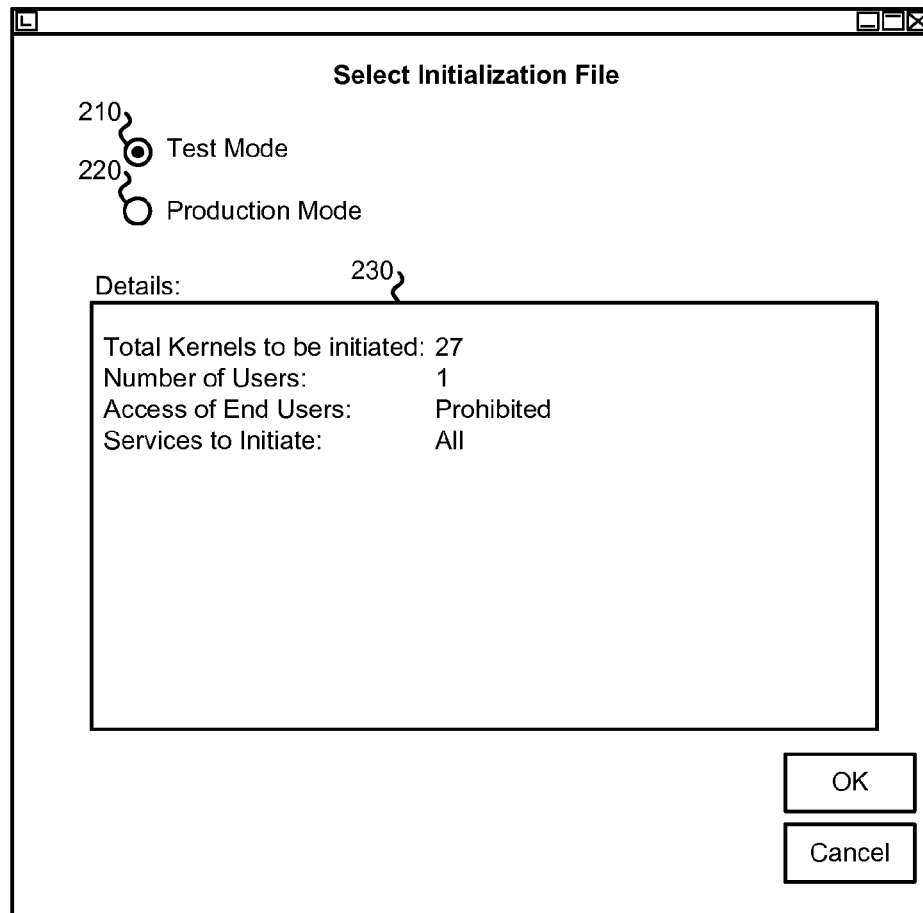 Select Initialization File
210
Test Mode
220
Production Mode
230
Details:
Total Kernels to be initiated: 27
Number of Users: 1
Access of End Users: Prohibited
Services to Initiate: All
OK
Cancel